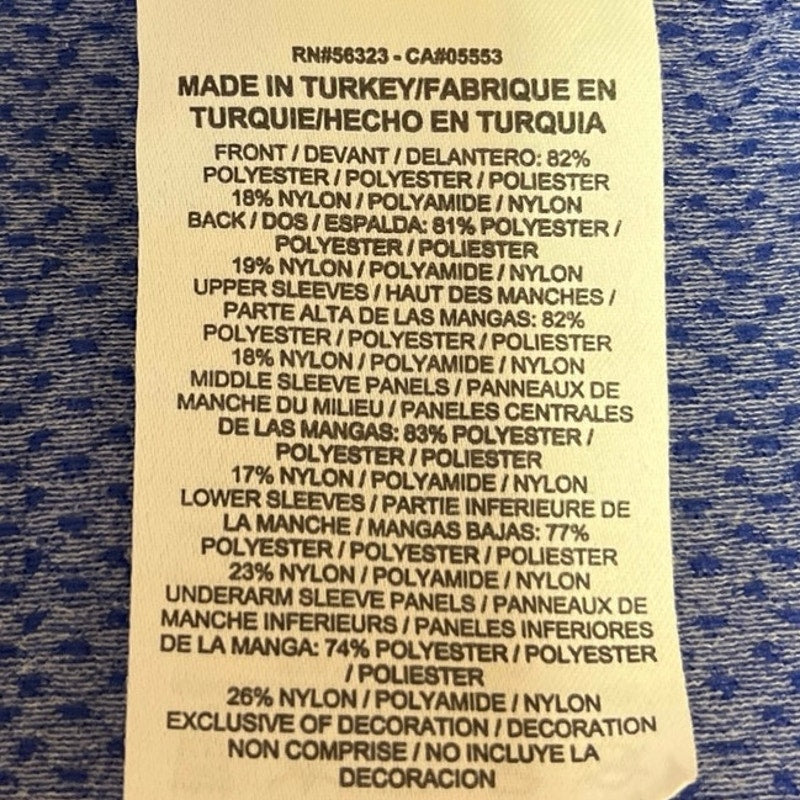 RN#56323 - CA#05553
MADE IN TURKEY/FABRIQUE EN
TURQUIE/HECHO EN TURQUIA
FRONT / DEVANT / DELANTERO: 82%
POLYESTER / POLYESTER / POLIESTER
18% NYLON / POLYAMIDE / NYLON
BACK / DOS / ESPALDA: 81% POLYESTER /
POLYESTER / POLIESTER
19% NYLON / POLYAMIDE / NYLON
UPPER SLEEVES / HAUT DES MANCHES /
PARTE ALTA DE LAS MANGAS: 82%
POLYESTER / POLYESTER / POLIESTER
18% NYLON / POLYAMIDE / NYLON
MIDDLE SLEEVE PANELS / PANNEAUX DE
MANCHE DU MILIEU / PANELES CENTRALES
DE LAS MANGAS: 83% POLYESTER /
POLYESTER / POLIESTER
17% NYLON / POLYAMIDE / NYLON
LOWER SLEEVES / PARTIE INFERIEURE DE
LA MANCHE / MANGAS BAJAS: 77%
POLYESTER / POLYESTER / POLIESTER
23% NYLON / POLYAMIDE / NYLON
UNDERARM SLEEVE PANELS / PANNEAUX DE
MANCHE INFERIEURS / PANELES INFERIORES
DE LA MANGA: 74% POLYESTER / POLYESTER
/ POLIESTER
26% NYLON / POLYAMIDE / NYLON
EXCLUSIVE OF DECORATION / DECORATION
NON COMPRISE / NO INCLUYE LA
DECORACION